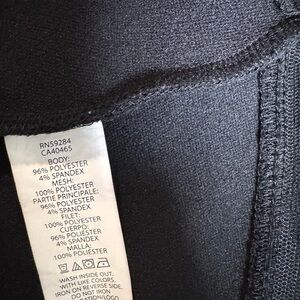 RN59284
CA40465
BODY:
96% POLYESTER
4% SPANDEX
MESH:
100% POLYESTER
PARTIE PRINCIPALE:
96% POLYESTER
4% SPANDEX
FILET:
100% POLYESTER
CUERPO:
96% POLIÉSTER
4% SPANDEX
MALLA:
100% POLIÉSTER
WASH INSIDE OUT,
WITH LIKE COLORS,
IRON ON REVERSE SIDE.
DO NOT IRON